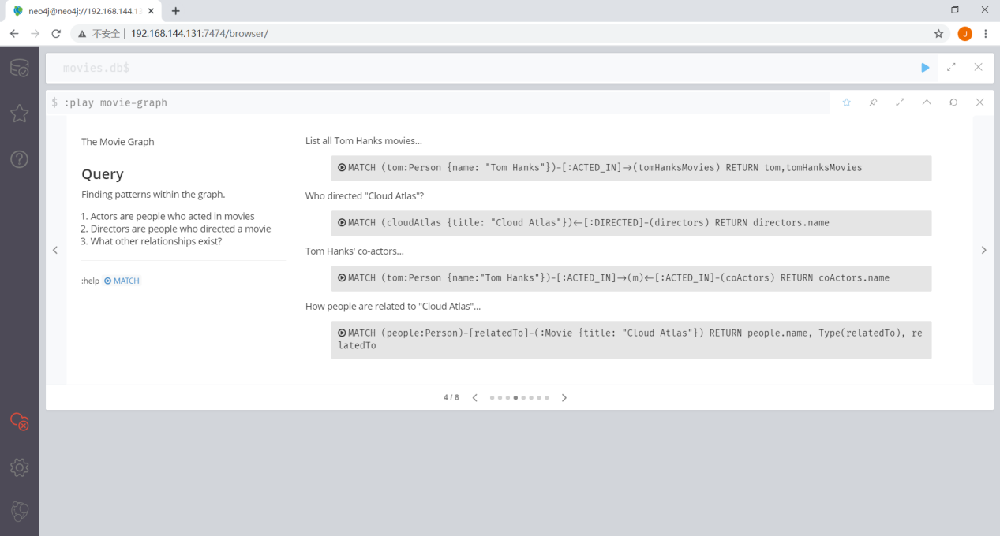 neo4j@neo4j://192.168.144.13
不安全 | 192.168.144.131:7474/browser/
J
movies.db$
$ :play movie-graph
The Movie Graph
Query
Finding patterns within the graph.
1. Actors are people who acted in movies
2. Directors are people who directed a movie
3. What other relationships exist?
:help MATCH
List all Tom Hanks movies...
MATCH (tom:Person {name: "Tom Hanks"})-[:ACTED_IN]->(tomHanksMovies) RETURN tom,tomHanksMovies
Who directed "Cloud Atlas"?
MATCH (cloudAtlas {title: "Cloud Atlas"})<-[:DIRECTED]-(directors) RETURN directors.name
Tom Hanks' co-actors...
MATCH (tom:Person {name:"Tom Hanks"})-[:ACTED_IN]->(m)<-[:ACTED_IN]-(coActors) RETURN coActors.name
How people are related to "Cloud Atlas"...
MATCH (people:Person)-[relatedTo]-(:Movie {title: "Cloud Atlas"}) RETURN people.name, Type(relatedTo), re
latedTo
4 / 8